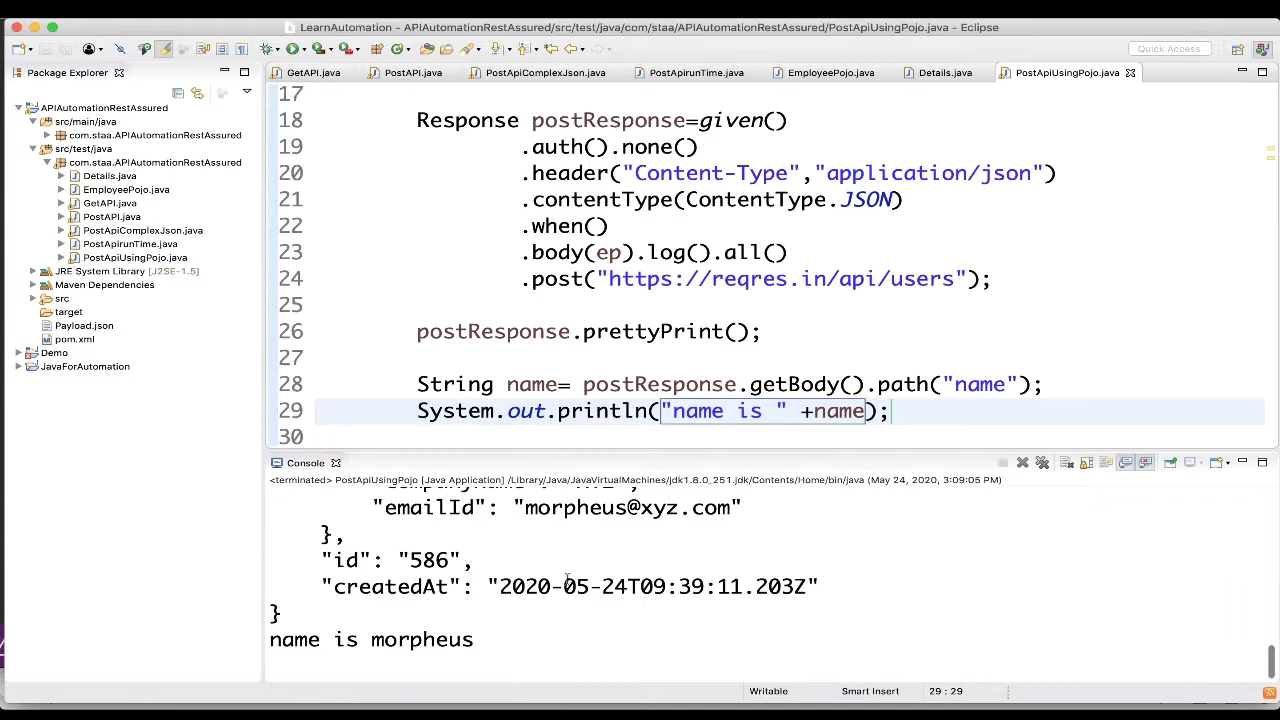 LearnAutomation - APIAutomationRestAssured/src/test/java/com/staa/APIAutomationRestAssured/PostApiUsingPojo.java - Eclipse
Quick Access
Package Explorer
GetAPI.java
PostAPI.java
PostApiComplexJson.java
PostApirunTime.java
EmployeePojo.java
Details.java
PostApiUsingPojo.java
APIAutomationRestAssured
src/main/java
com.staa.APIAutomationRestAssured
src/test/java
com.staa.APIAutomationRestAssured
Details.java
EmployeePojo.java
GetAPI.java
PostAPI.java
PostApiComplexJson.java
PostApirunTime.java
PostApiUsingPojo.java
JRE System Library [J2SE-1.5]
Maven Dependencies
src
target
Payload.json
pom.xml
Demo
JavaForAutomation
17
18 Response postResponse=given()
19 .auth().none()
20 .header("Content-Type","application/json")
21 .contentType(ContentType.JSON)
22 .when()
23 .body(ep).log().all()
24 .post("https://reqres.in/api/users");
25
26 postResponse.prettyPrint();
27
28 String name= postResponse.getBody().path("name");
29 System.out.println("name is " +name);
30
Console
<terminated> PostApiUsingPojo [Java Application] /Library/Java/JavaVirtualMachines/jdk1.8.0_251.jdk/Contents/Home/bin/java (May 24, 2020, 3:09:05 PM)
"emailId": "morpheus@xyz.com"
},
"id": "586",
"createdAt": "2020-05-24T09:39:11.203Z"
}
name is morpheus
Writable
Smart Insert
29 : 29